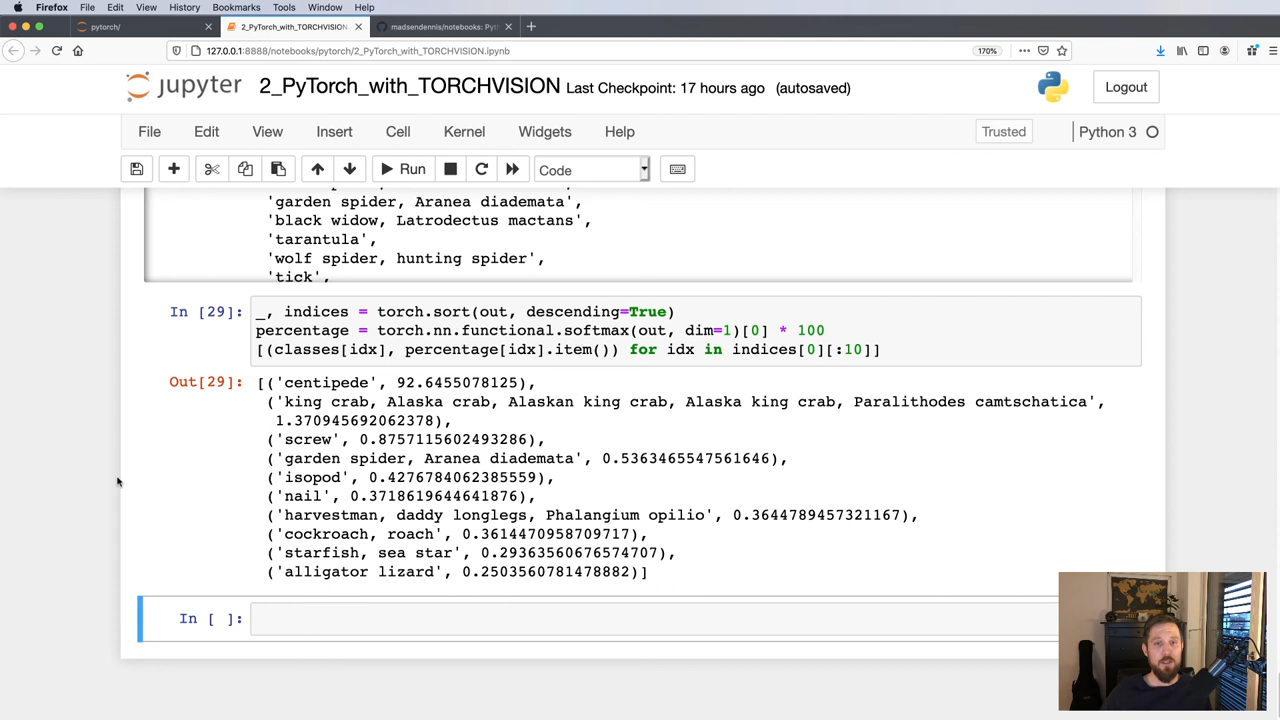 Firefox File Edit View History Bookmarks Tools Window Help
pytorch/
2_PyTorch_with_TORCHVISION
madsendennis/notebooks: Pyt
127.0.0.1:8888/notebooks/pytorch/2_PyTorch_with_TORCHVISION.ipynb
170%
jupyter 2_PyTorch_with_TORCHVISION Last Checkpoint: 17 hours ago (autosaved)
Logout
File Edit View Insert Cell Kernel Widgets Help
Trusted
Python 3
Run
Code
'garden spider, Aranea diademata',
'black widow, Latrodectus mactans',
'tarantula',
'wolf spider, hunting spider',
'tick',
In [29]:
_, indices = torch.sort(out, descending=True)
percentage = torch.nn.functional.softmax(out, dim=1)[0] * 100
[(classes[idx], percentage[idx].item()) for idx in indices[0][:10]]
Out[29]:
[('centipede', 92.6455078125),
('king crab, Alaska crab, Alaskan king crab, Alaska king crab, Paralithodes camtschatica',
1.370945692062378),
('screw', 0.8757115602493286),
('garden spider, Aranea diademata', 0.5363465547561646),
('isopod', 0.4276784062385559),
('nail', 0.3718619644641876),
('harvestman, daddy longlegs, Phalangium opilio', 0.3644789457321167),
('cockroach, roach', 0.3614470958709717),
('starfish, sea star', 0.29363560676574707),
('alligator lizard', 0.2503560781478882)]
In [ ]: